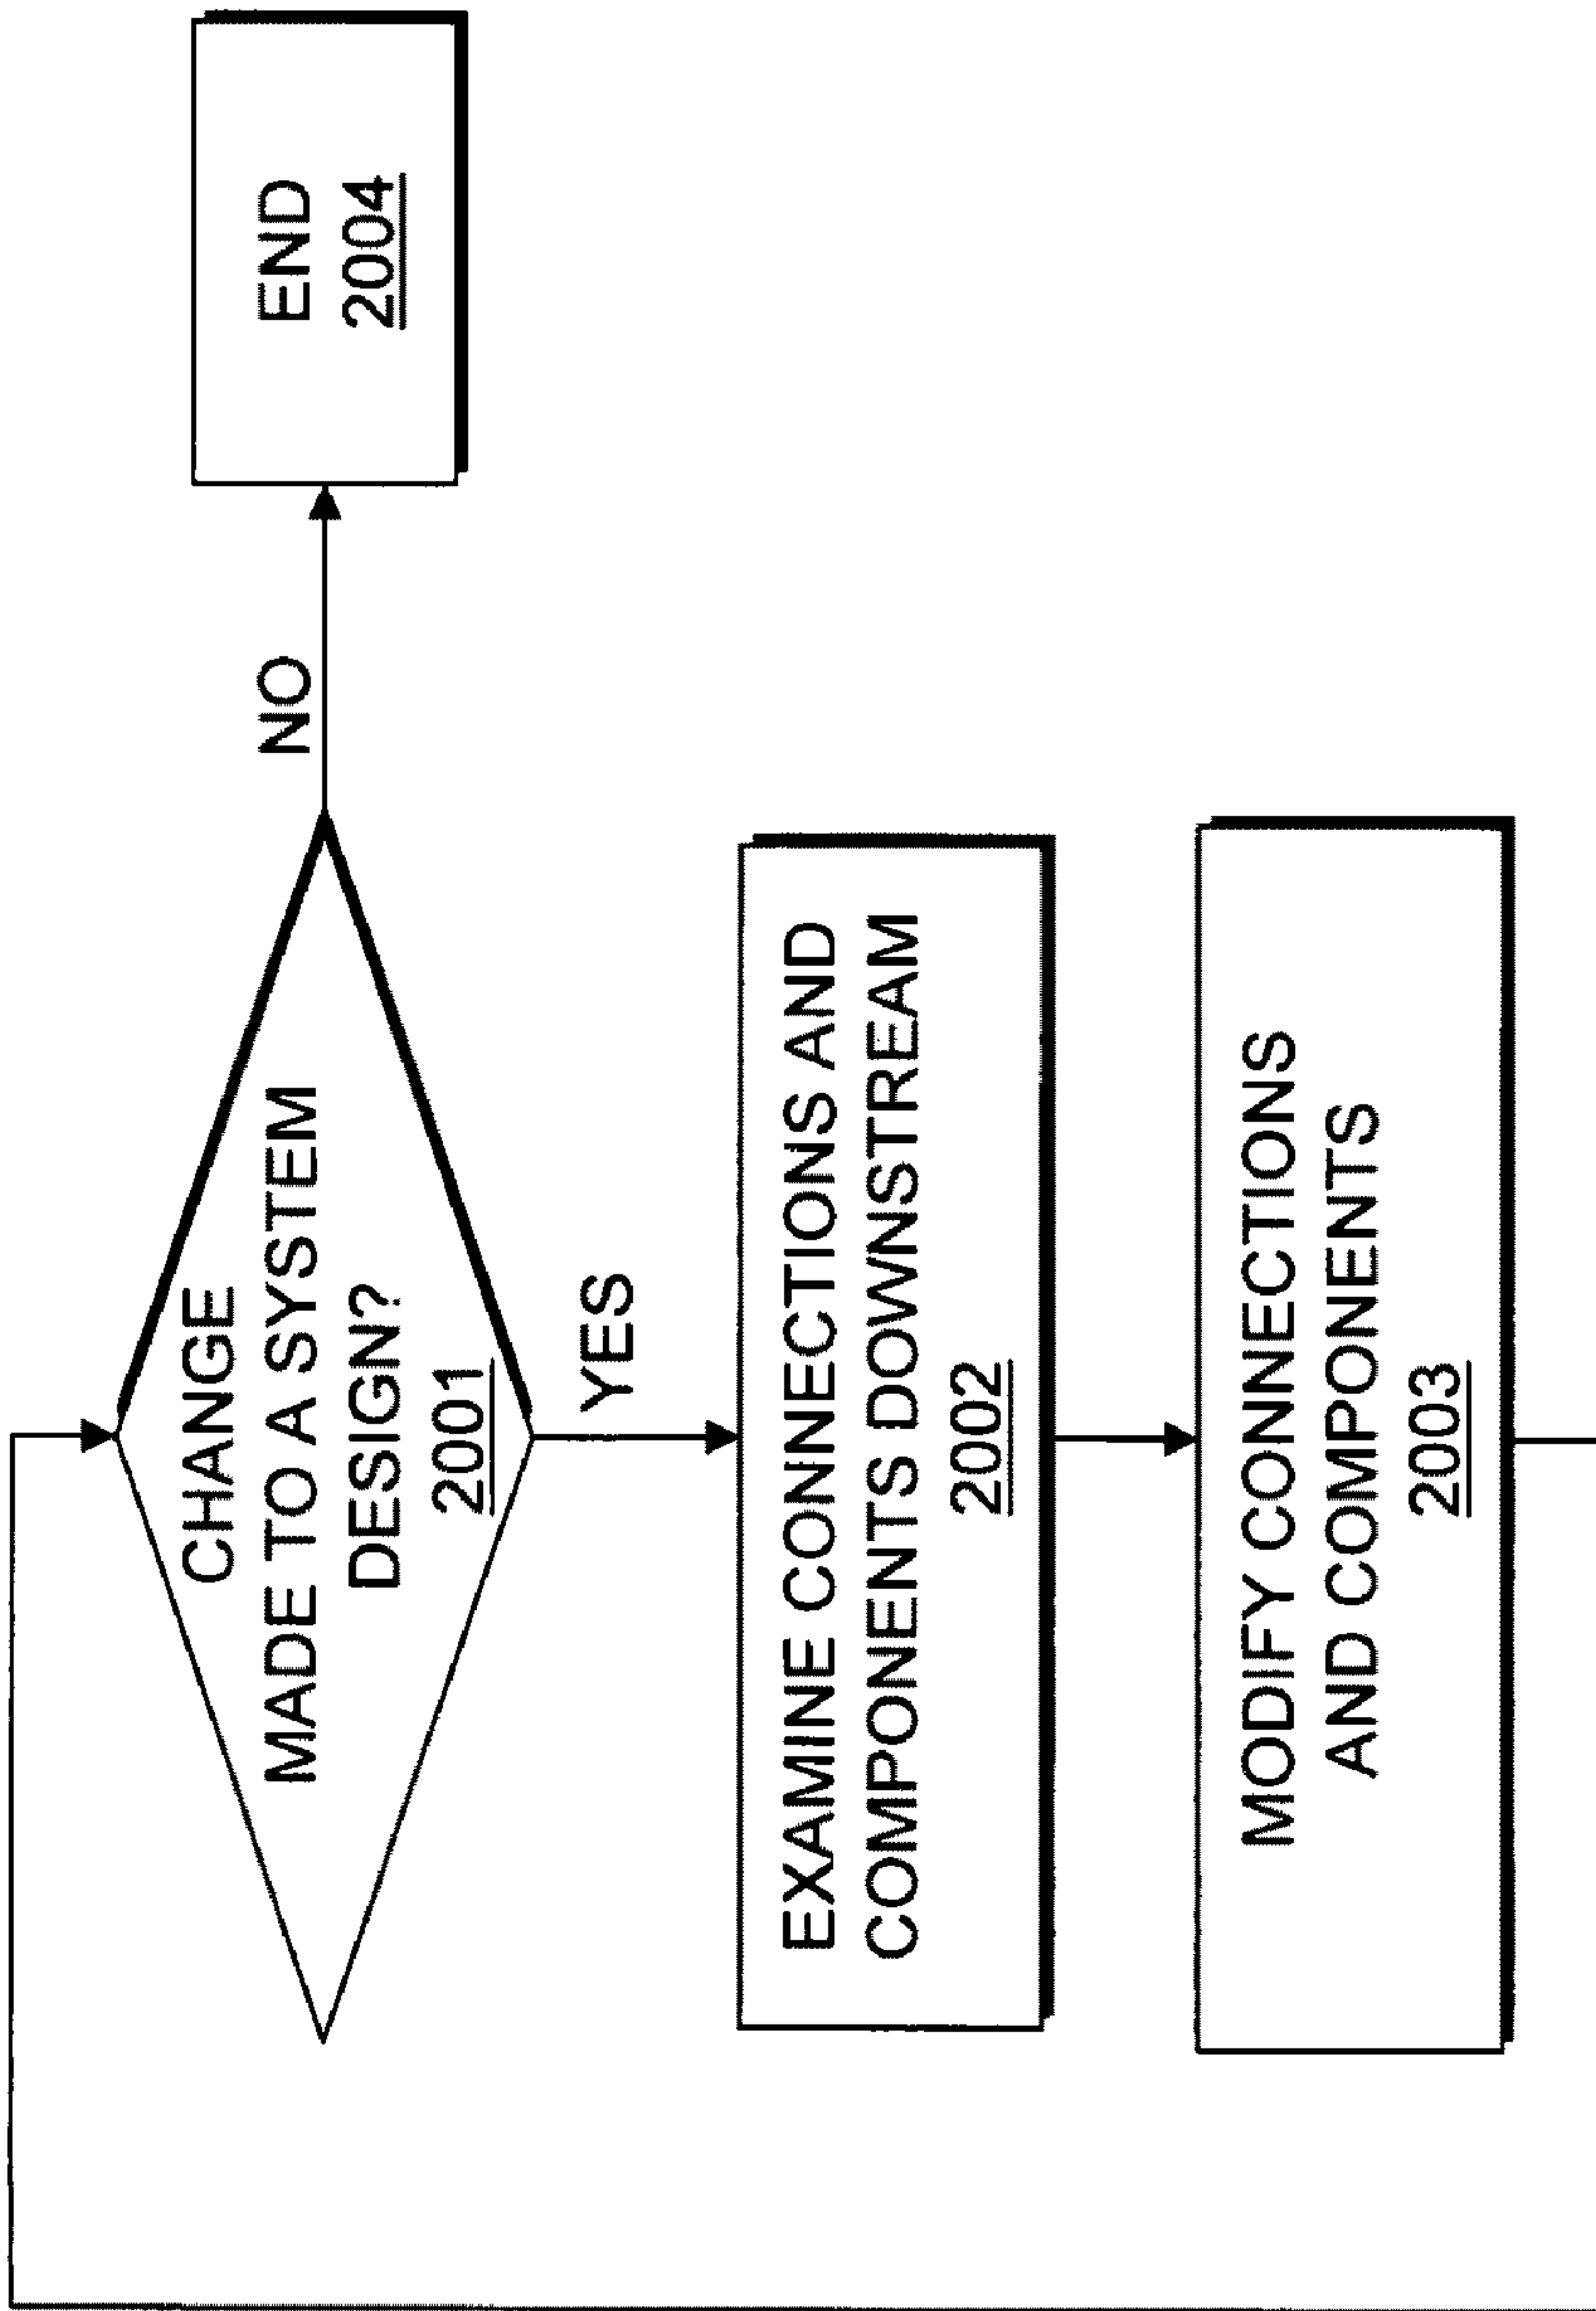 CHANGE
MADE TO A SYSTEM
DESIGN?
2001
NO
END
2004
YES
EXAMINE CONNECTIONS AND
COMPONENTS DOWNSTREAM
2002
MODIFY CONNECTIONS
AND COMPONENTS
2003